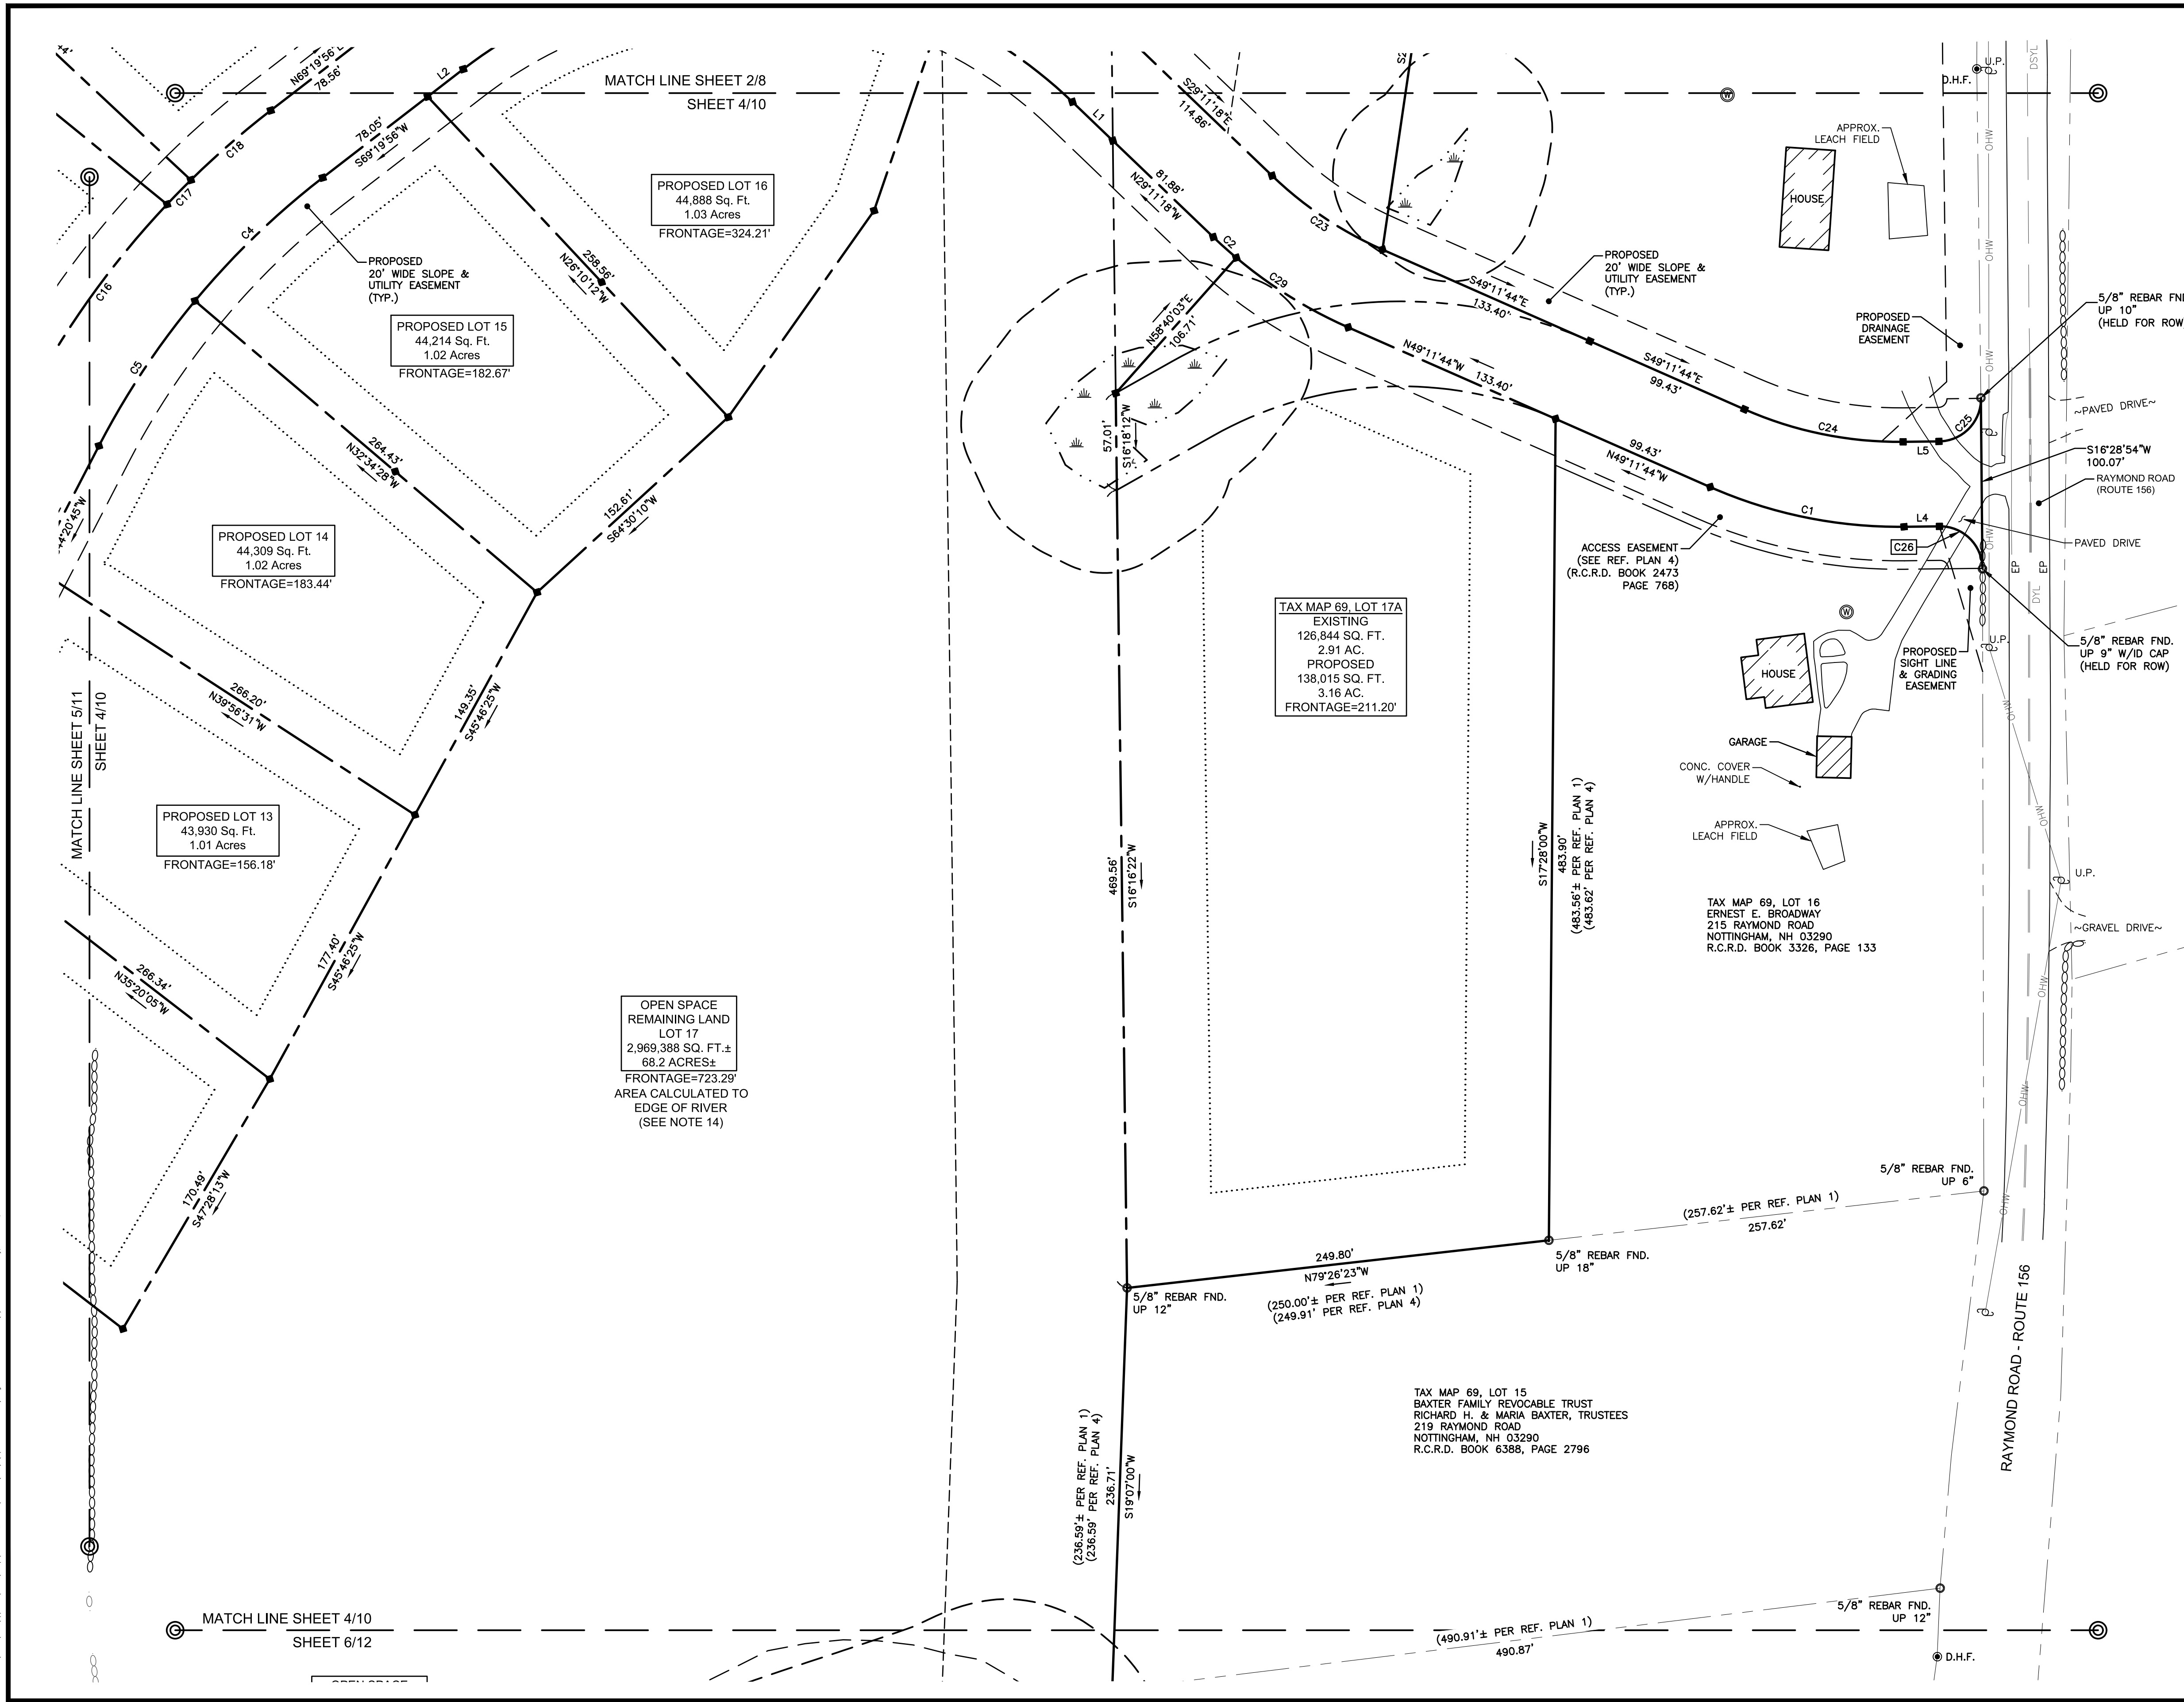 MATCH LINE SHEET 2/8
SHEET 4/10
N69°19'56"E
78.56'
L2
C18
C17
C16
78.05'
S69°19'56"W
C4
C5
PROPOSED
20' WIDE SLOPE &
UTILITY EASEMENT
(TYP.)
PROPOSED LOT 16
44,888 Sq. Ft.
1.03 Acres
FRONTAGE=324.21'
258.56'
N26°10'12"W
PROPOSED LOT 15
44,214 Sq. Ft.
1.02 Acres
FRONTAGE=182.67'
264.43'
N32°34'28"W
152.61'
S64°30'10"W
PROPOSED LOT 14
44,309 Sq. Ft.
1.02 Acres
FRONTAGE=183.44'
266.20'
N39°56'31"W
149.35'
S45°46'25"W
MATCH LINE SHEET 5/11
SHEET 4/10
PROPOSED LOT 13
43,930 Sq. Ft.
1.01 Acres
FRONTAGE=156.18'
177.40'
S45°46'25"W
266.34'
N35°20'05"W
170.49'
S47°28'13"W
OPEN SPACE
REMAINING LAND
LOT 17
2,969,388 SQ. FT.±
68.2 ACRES±
FRONTAGE=723.29'
AREA CALCULATED TO
EDGE OF RIVER
(SEE NOTE 14)
L1
81.88'
N29°11'18"W
C2
C29
S29°11'18"E
114.86'
C23
N58°40'03"E
106.71'
57.01'
S16°18'12"W
N49°11'44"W
133.40'
S49°11'44"E
133.40'
PROPOSED
20' WIDE SLOPE &
UTILITY EASEMENT
(TYP.)
S49°11'44"E
99.43'
99.43'
N49°11'44"W
C24
L5
C25
C1
L4
C26
APPROX.
LEACH FIELD
HOUSE
D.H.F.
U.P.
DSYL
OHW
OHW
OHW
OHW
5/8" REBAR
UP 10"
(HELD FOR ROW
PROPOSED
DRAINAGE
EASEMENT
~PAVED DRIVE~
S16°28'54"W
100.07'
RAYMOND ROAD
(ROUTE 156)
PAVED DRIVE
EP
EP
DYL
ACCESS EASEMENT
(SEE REF. PLAN 4)
(R.C.R.D. BOOK 2473
PAGE 768)
TAX MAP 69, LOT 17A
EXISTING
126,844 SQ. FT.
2.91 AC.
PROPOSED
138,015 SQ. FT.
3.16 AC.
FRONTAGE=211.20'
W
W
U.P.
5/8" REBAR FND.
UP 9" W/ID CAP
(HELD FOR ROW)
PROPOSED
SIGHT LINE
& GRADING
EASEMENT
HOUSE
GARAGE
CONC. COVER
W/HANDLE
APPROX.
LEACH FIELD
OHW
OHW
OHW
OHW
OHW
OHW
U.P.
~GRAVEL DRIVE~
469.56'
S16°16'22"W
S17°28'00"W
483.90'
(483.56'± PER REF. PLAN 1)
(483.62' PER REF. PLAN 4)
TAX MAP 69, LOT 16
ERNEST E. BROADWAY
215 RAYMOND ROAD
NOTTINGHAM, NH 03290
R.C.R.D. BOOK 3326, PAGE 133
5/8" REBAR FND.
UP 6"
(257.62'± PER REF. PLAN 1)
257.62'
5/8" REBAR FND.
UP 18"
249.80'
N79°26'23"W
(250.00'± PER REF. PLAN 1)
(249.91' PER REF. PLAN 4)
5/8" REBAR FND.
UP 12"
RAYMOND ROAD - ROUTE 156
(236.59'± PER REF. PLAN 1)
(236.59' PER REF. PLAN 4)
236.71'
S19°07'00"W
TAX MAP 69, LOT 15
BAXTER FAMILY REVOCABLE TRUST
RICHARD H. & MARIA BAXTER, TRUSTEES
219 RAYMOND ROAD
NOTTINGHAM, NH 03290
R.C.R.D. BOOK 6388, PAGE 2796
5/8" REBAR FND.
UP 12"
(490.91'± PER REF. PLAN 1)
490.87'
D.H.F.
MATCH LINE SHEET 4/10
SHEET 6/12